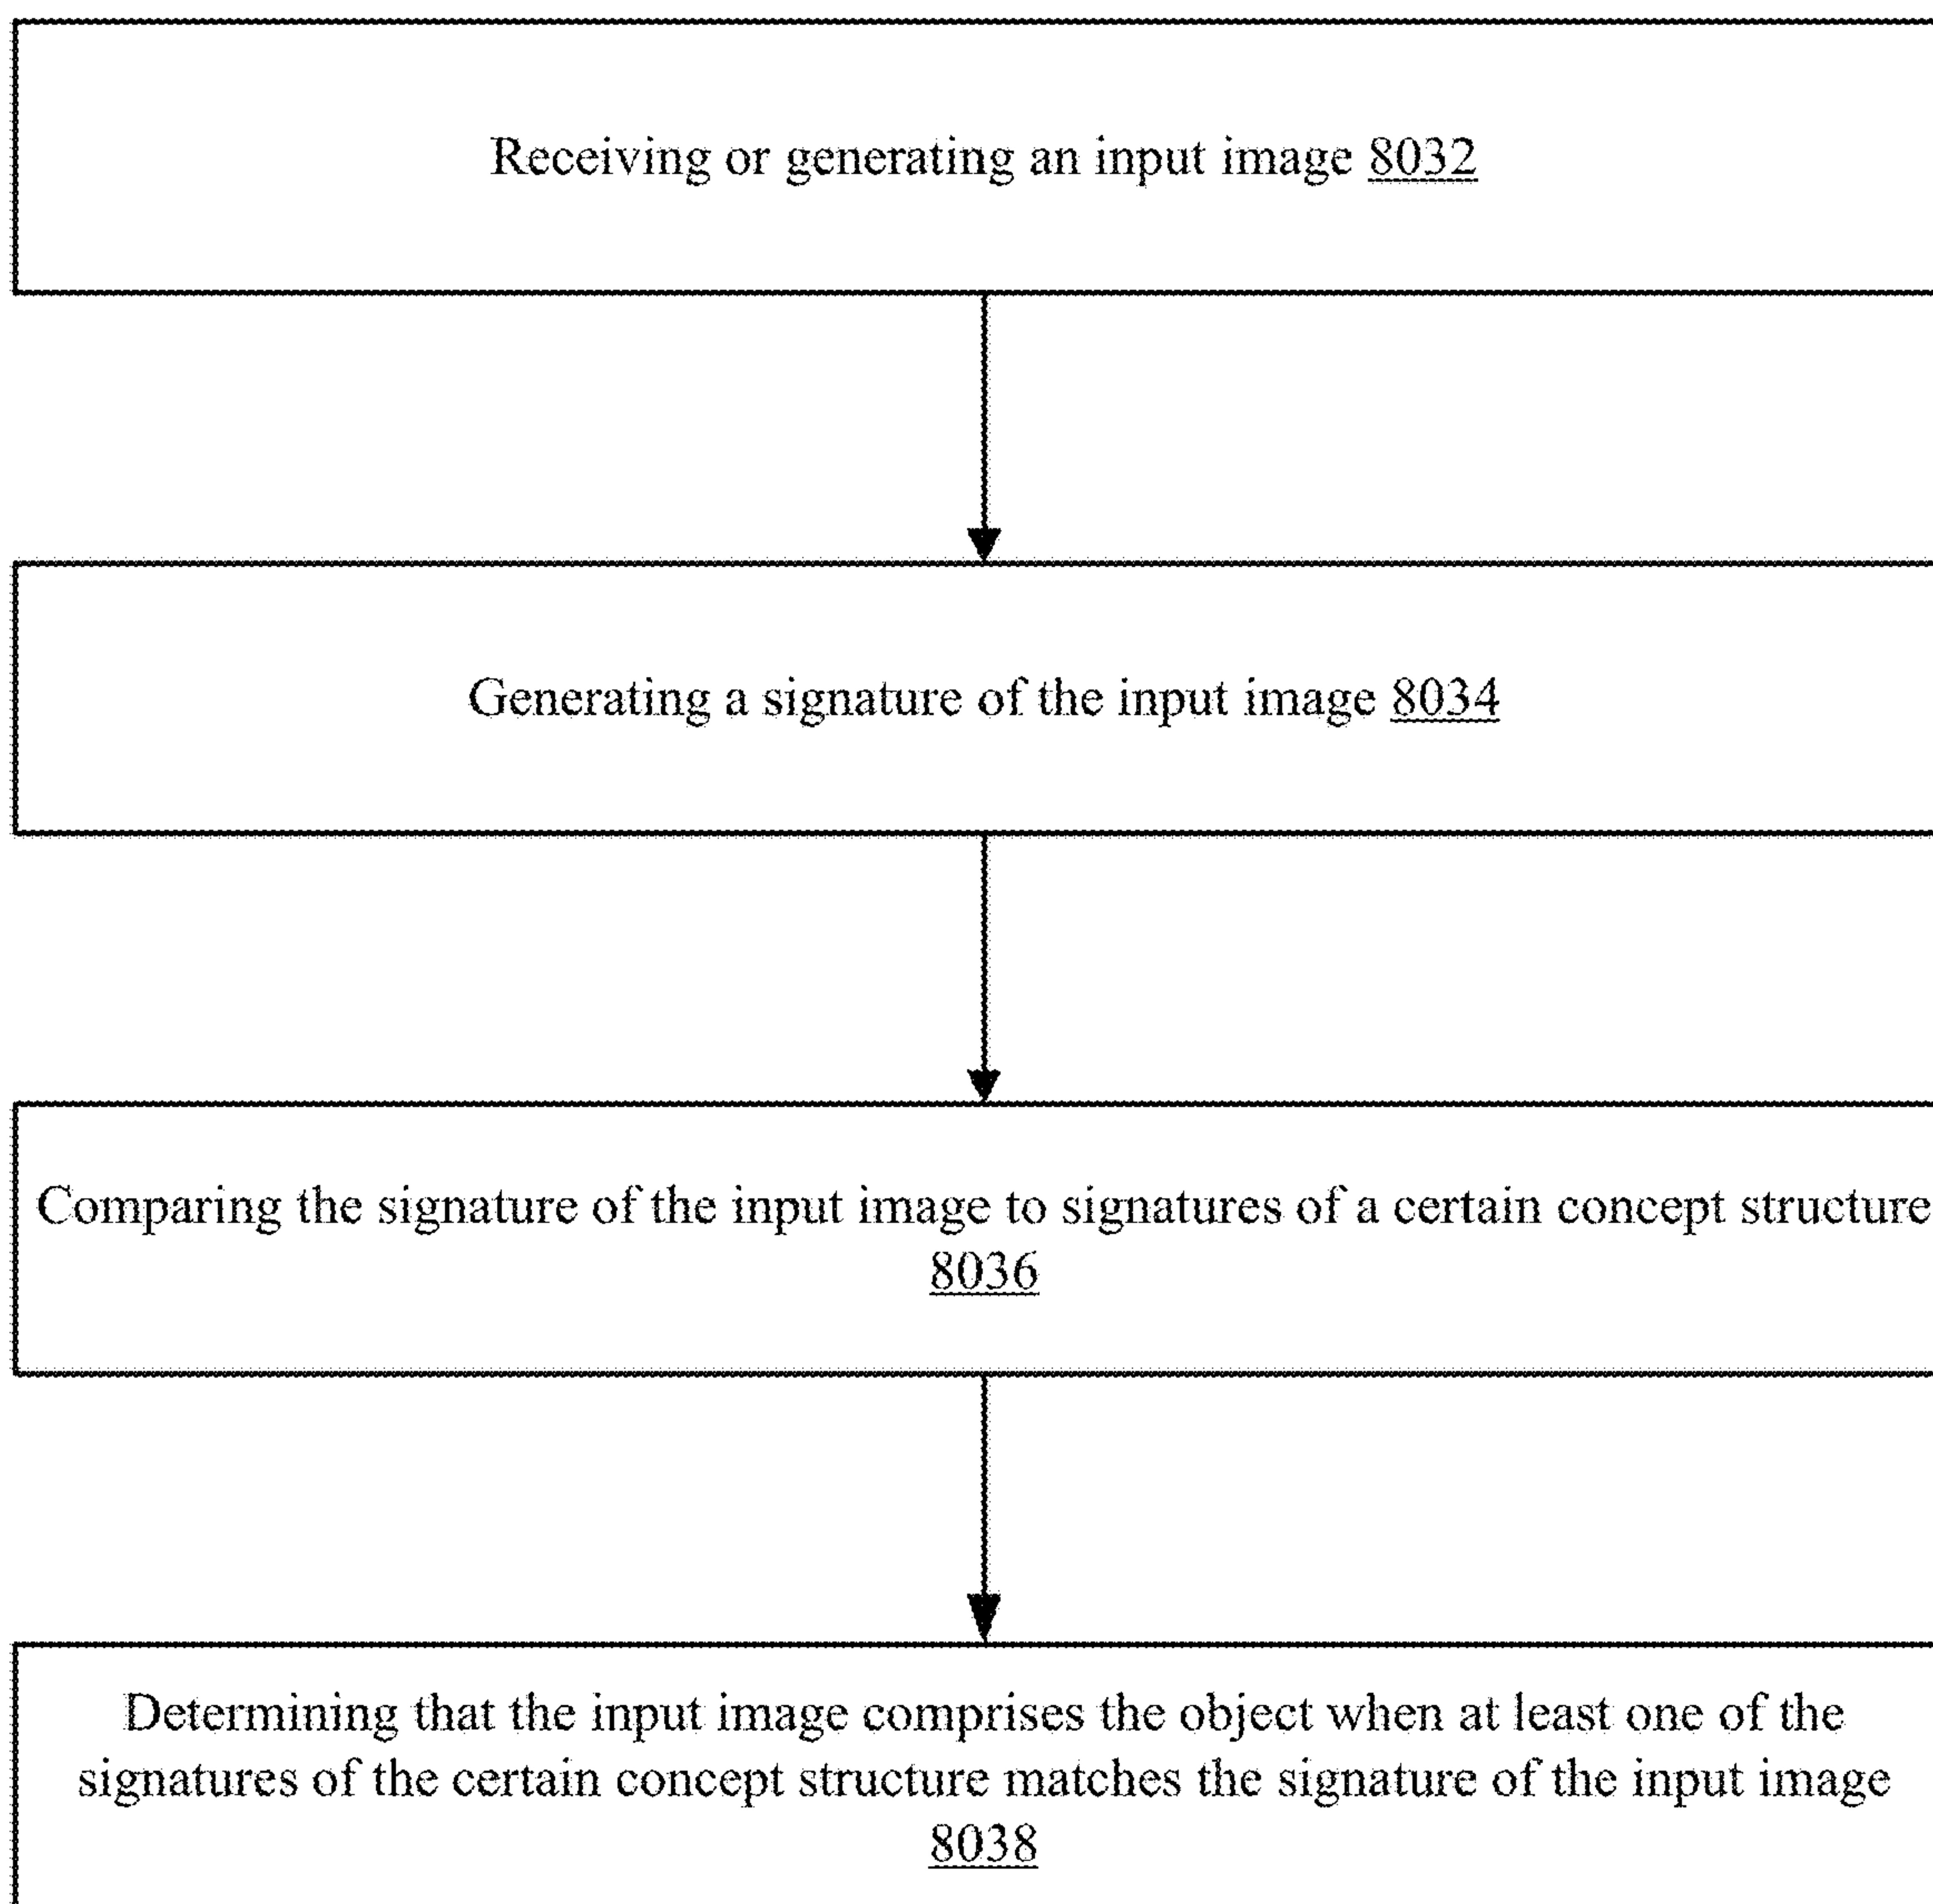 Receiving or generating an input image 8032
Generating a signature of the input image 8034
Comparing the signature of the input image to signatures of a certain concept structure
8036
Determining that the input image comprises the object when at least one of the
signatures of the certain concept structure matches the signature of the input image
8038